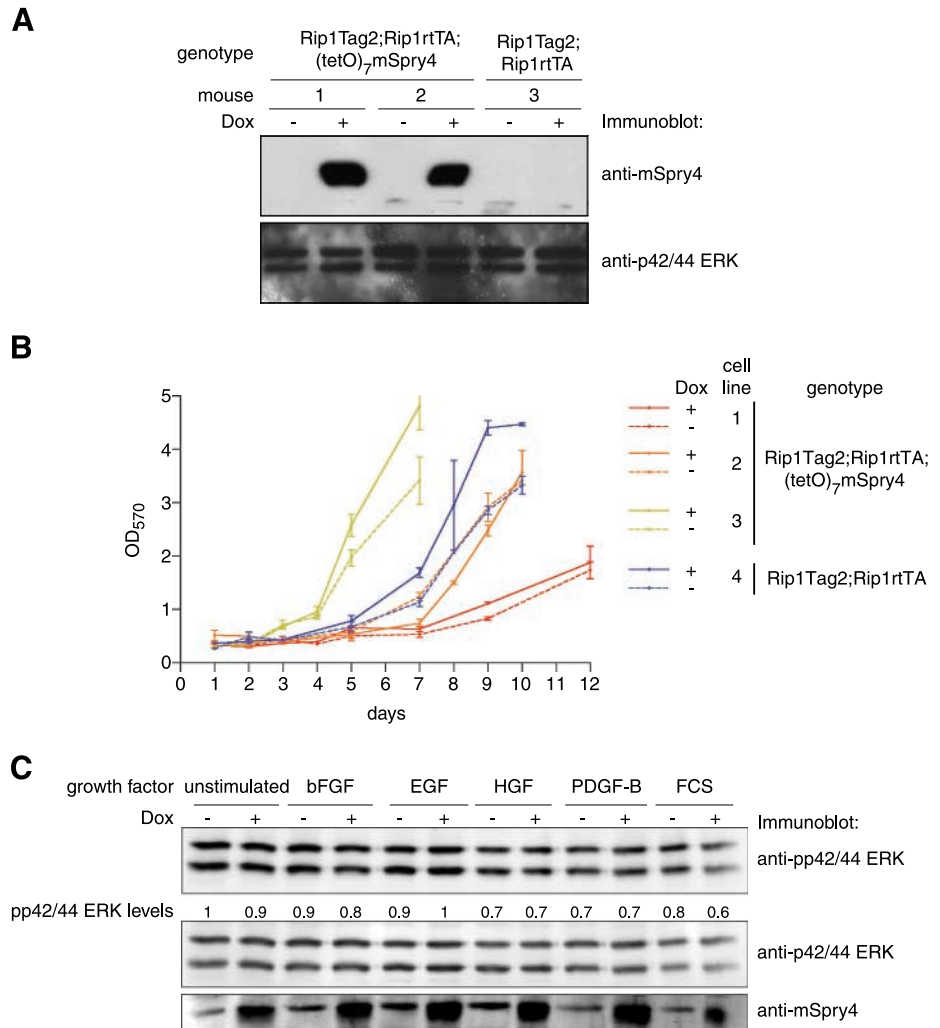 A
genotype
Rip1Tag2;Rip1rtTA;
(tetO)7mSpry4
Rip1Tag2;
Rip1rtTA
mouse 1 2 3
Dox - + - + - + Immunoblot:
anti-mSpry4
anti-p42/44 ERK
B
5
4
3
2
1
0
OD570
0 1 2 3 4 5 6 7 8 9 10 12
days
Dox cell line genotype
+ 1
-
+ 2
-
Rip1Tag2;Rip1rtTA;
(tetO)7mSpry4
+ 3
-
+ 4 Rip1Tag2;Rip1rtTA
-
C
growth factor unstimulated bFGF EGF HGF PDGF-B FCS
Dox - + - + - + - + - + - + Immunoblot:
anti-pp42/44 ERK
pp42/44 ERK levels 1 0.9 0.9 0.8 0.9 1 0.7 0.7 0.7 0.7 0.8 0.6
anti-p42/44 ERK
anti-mSpry4